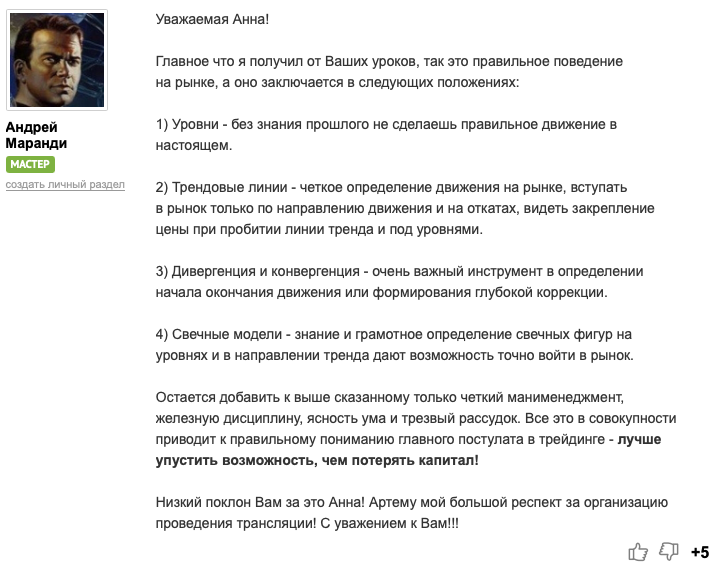 Уважаемая Анна!
Главное что я получил от Ваших уроков, так это правильное поведение
на рынке, а оно заключается в следующих положениях:
1) Уровни - без знания прошлого не сделаешь правильное движение в
настоящем.
2) Трендовые линии - четкое определение движения на рынке, вступать
в рынок только по направлению движения и на откатах, видеть закрепление
цены при пробитии линии тренда и под уровнями.
3) Дивергенция и конвергенция - очень важный инструмент в определении
начала окончания движения или формирования глубокой коррекции.
4) Свечные модели - знание и грамотное определение свечных фигур на
уровнях и в направлении тренда дают возможность точно войти в рынок.
Остается добавить к выше сказанному только четкий манименеджмент,
железную дисциплину, ясность ума и трезвый рассудок. Все это в совокупности
приводит к правильному пониманию главного постулата в трейдинге - лучше
упустить возможность, чем потерять капитал!
Низкий поклон Вам за это Анна! Артему мой большой респект за организацию
проведения трансляции! С уважением к Вам!!!
Андрей
Маранди
МАСТЕР
создать личный раздел
+5